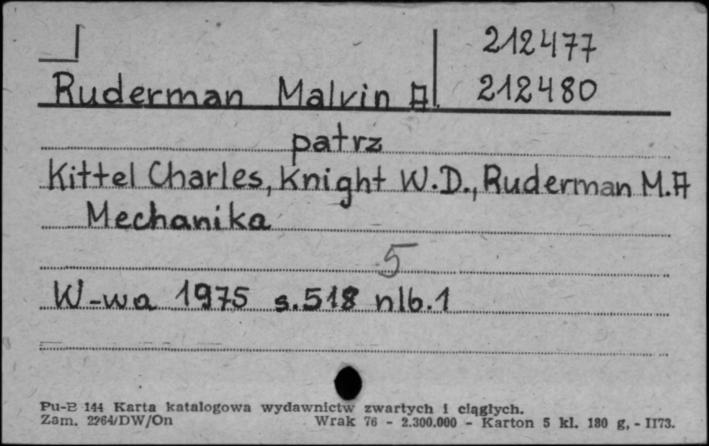 212477
Ruderman Malvin A. 212480
patrz
Kittel Charles, Knight W.D., Ruderman M.A
Mechanika
5
W-wa 1975 s.518 nlb.1
Pu-B 144 Karta katalogowa wydawnictw zwartych i ciągłych.
Zam. 2264/DW/On Wrak 76 - 2.300.000 - Karton 5 kl. 180 g, - II73.